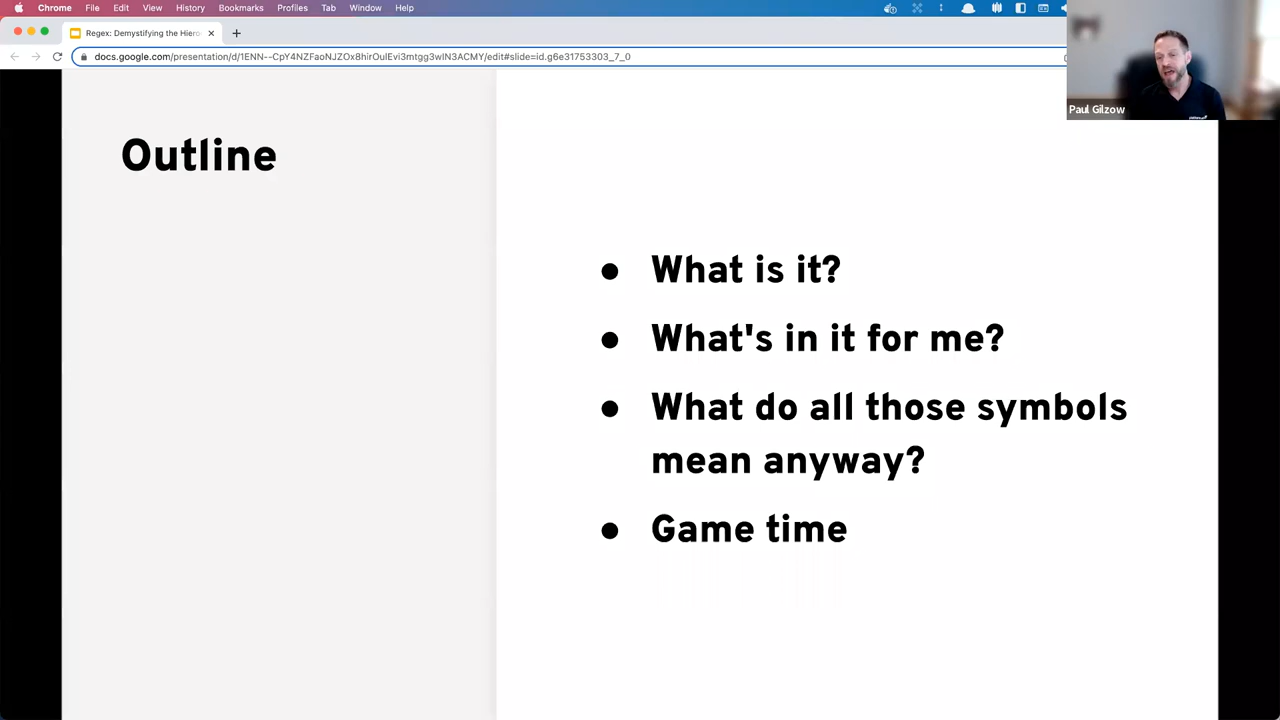 Chrome File Edit View History Bookmarks Profiles Tab Window Help
Regex: Demystifying the Hiero
docs.google.com/presentation/d/1ENN--CpY4NZFaoNJZOx8hirOulEvi3mtgg3wlN3ACMY/edit#slide=id.g6e31753303_7_0
Paul Gilzow
Outline
● What is it?
● What's in it for me?
● What do all those symbols
mean anyway?
● Game time